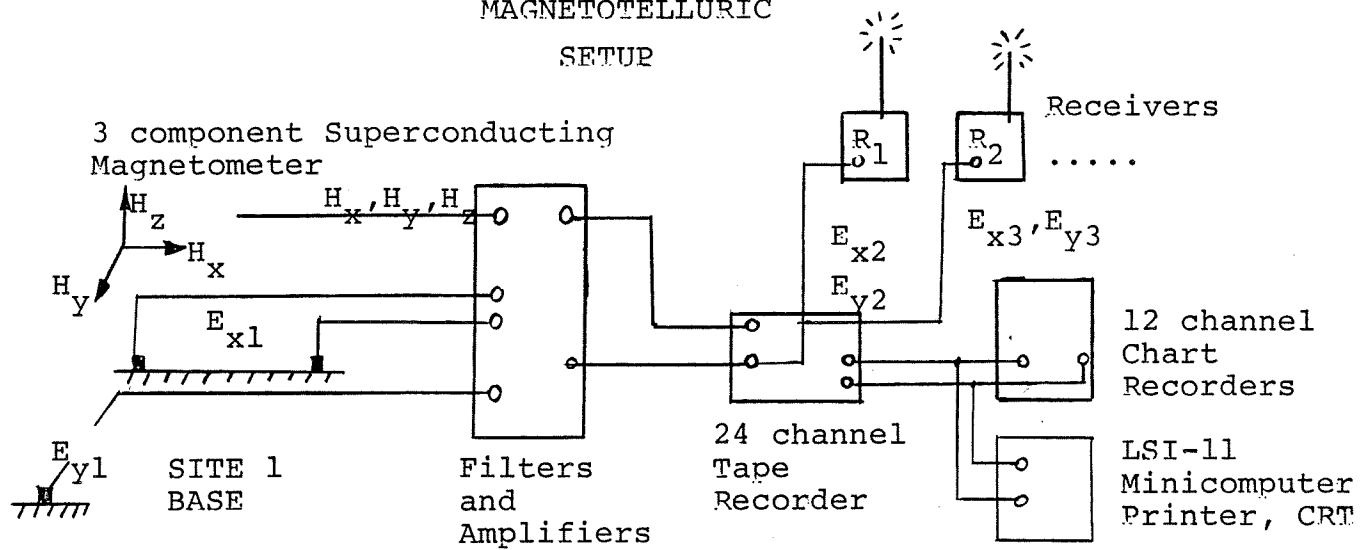 MAGNETOTELLURIC
SETUP
3 component Superconducting
Magnetometer
Hz
Hx
Hy
Hx,Hy,Hz
Ex1
Ey1
SITE 1
BASE
Filters
and
Amplifiers
R1
R2
Receivers
.....
Ex2
Ey2
Ex3,Ey3
24 channel
Tape
Recorder
12 channel
Chart
Recorders
LSI-11
Minicomputer
Printer, CRT